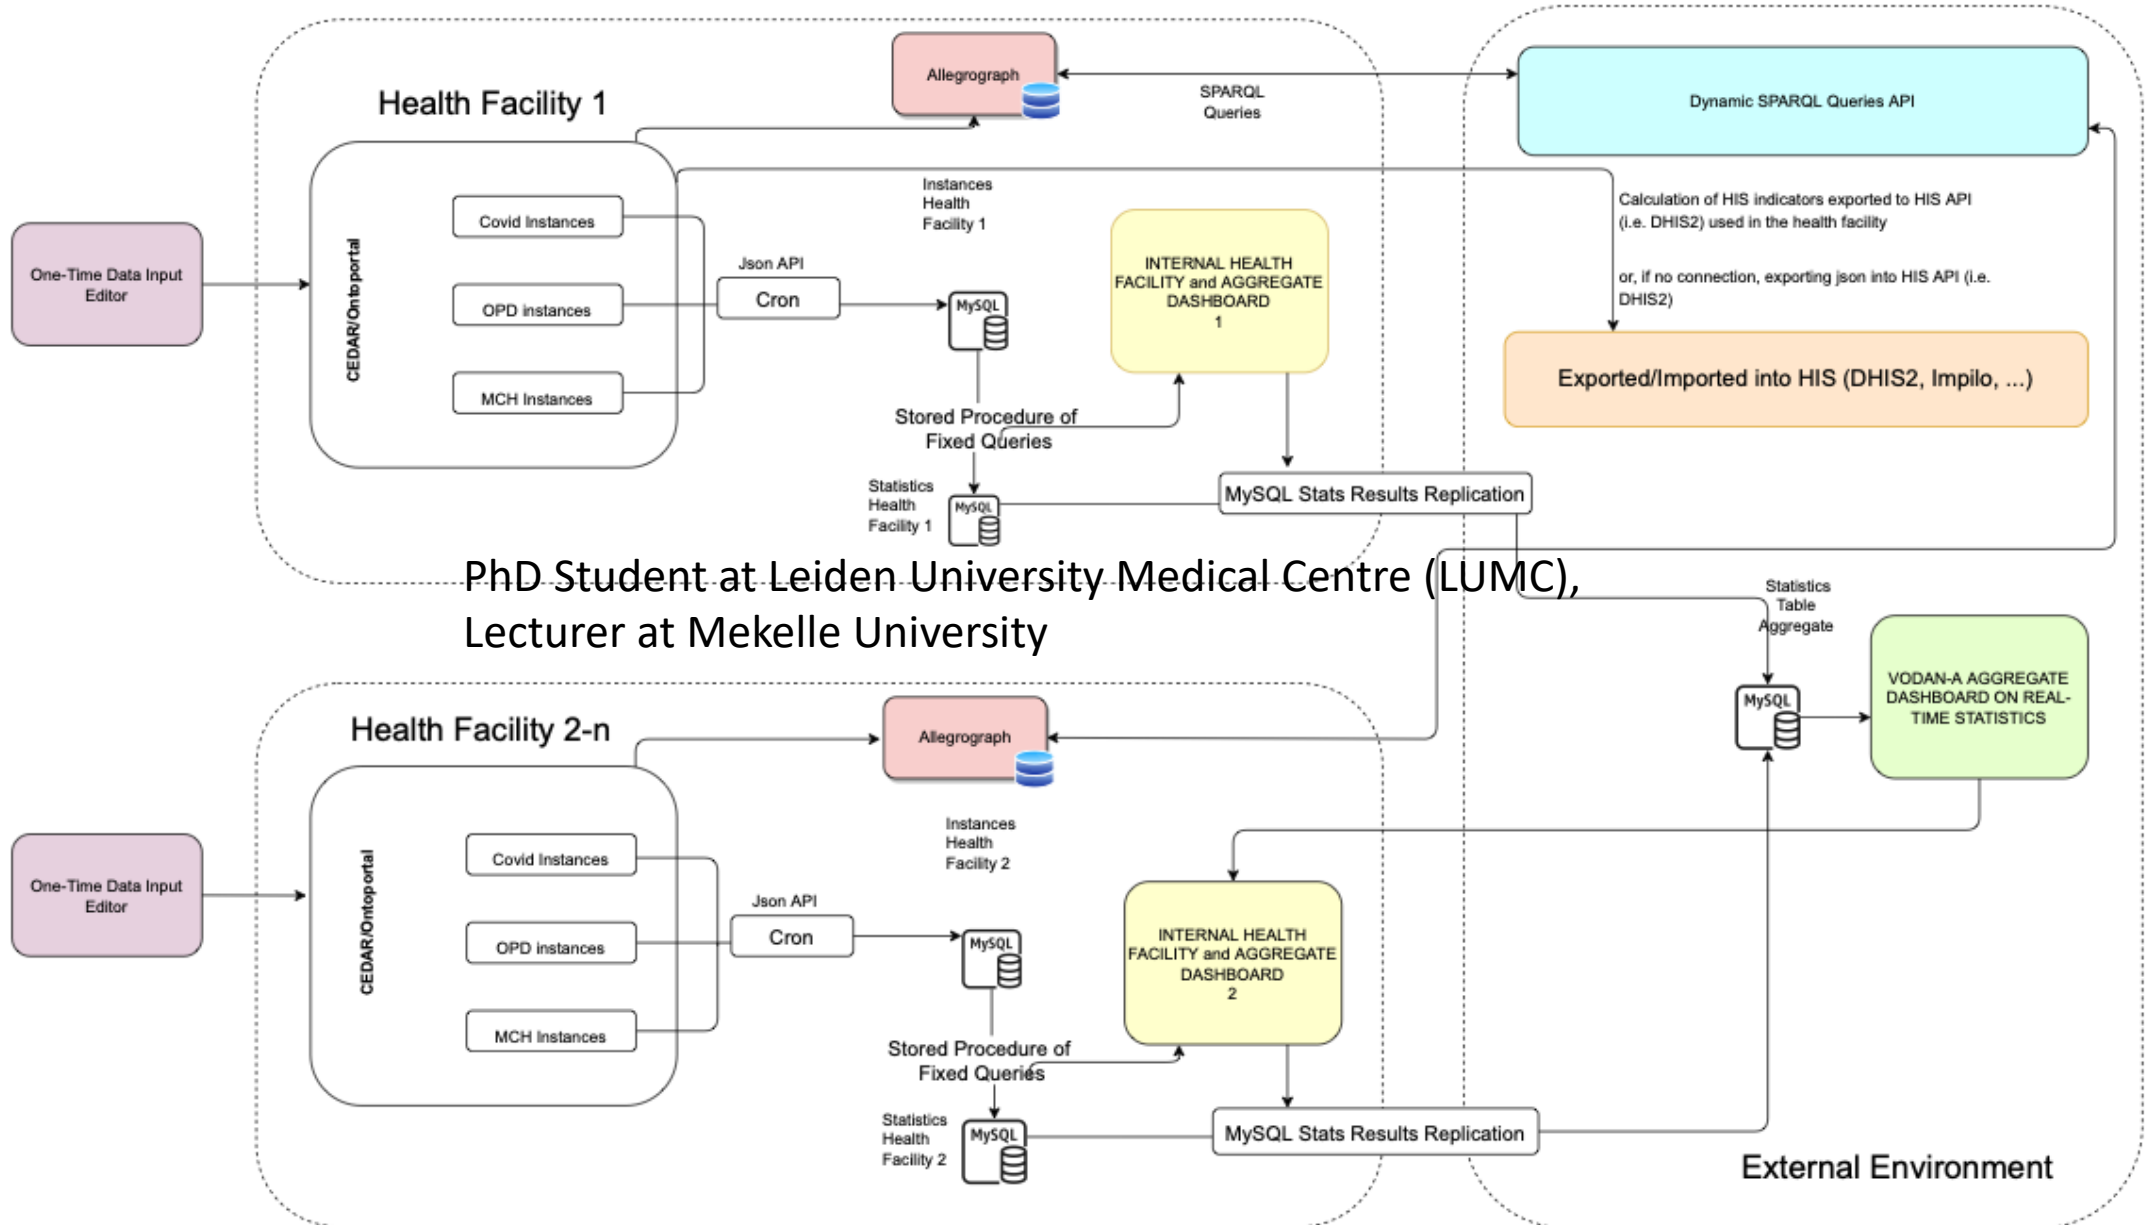 Health Facility 1
Allegrograph
SPARQL
Queries
Dynamic SPARQL Queries API
One-Time Data Input
Editor
CEDAR/Ontoportal
Covid Instances
OPD instances
MCH Instances
Json API
Cron
Instances
Health
Facility 1
MySQL
Stored Procedure of
Fixed Queries
Statistics
Health
Facility 1
MySQL
INTERNAL HEALTH
FACILITY and AGGREGATE
DASHBOARD
1
Calculation of HIS indicators exported to HIS API
(i.e. DHIS2) used in the health facility
or, if no connection, exporting json into HIS API (i.e.
DHIS2)
Exported/Imported into HIS (DHIS2, Impilo, ...)
MySQL Stats Results Replication
PhD Student at Leiden University Medical Centre (LUMC),
Lecturer at Mekelle University
Statistics
Table
Aggregate
MySQL
VODAN-A AGGREGATE
DASHBOARD ON REAL-
TIME STATISTICS
Health Facility 2-n
Allegrograph
One-Time Data Input
Editor
CEDAR/Ontoportal
Covid Instances
OPD instances
MCH Instances
Json API
Cron
Instances
Health
Facility 2
MySQL
Stored Procedure of
Fixed Queries
Statistics
Health
Facility 2
MySQL
INTERNAL HEALTH
FACILITY and AGGREGATE
DASHBOARD
2
MySQL Stats Results Replication
External Environment